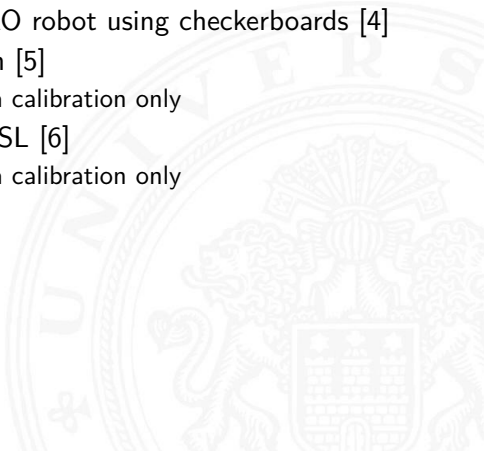 O robot using checkerboards [4]
[5]
calibration only
SL [6]
calibration only
U N I V E R S